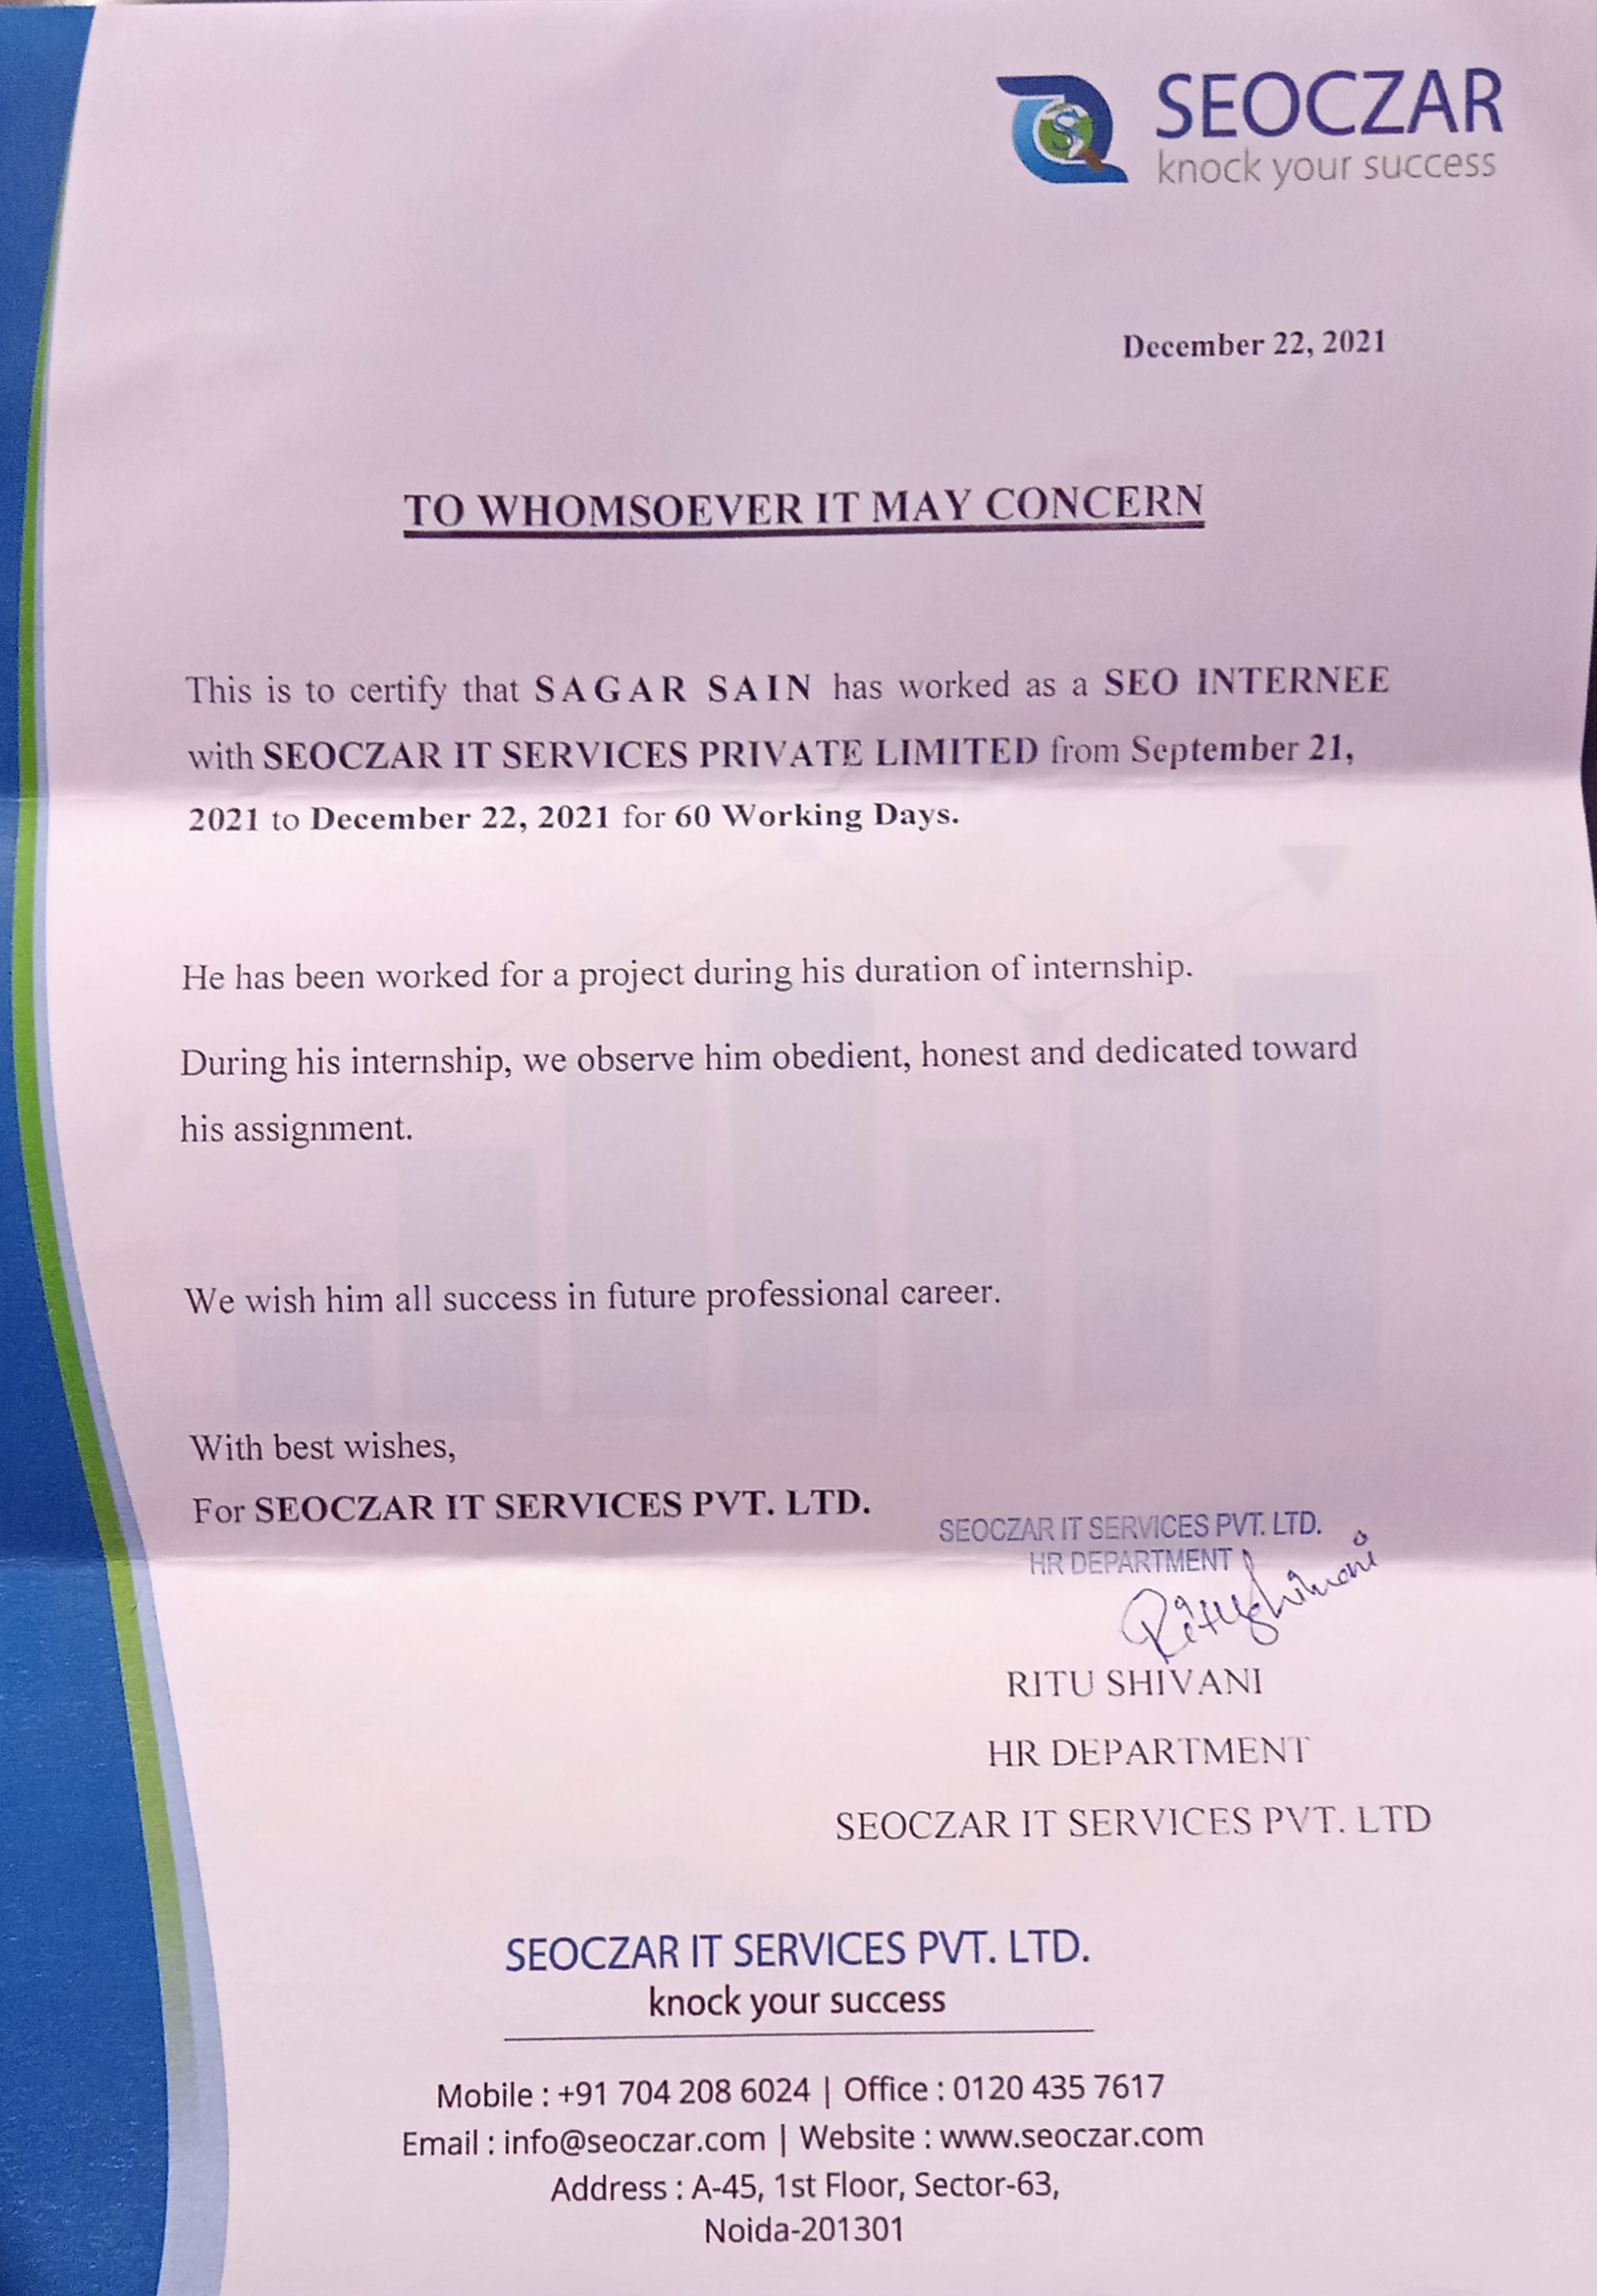 SEOCZAR
knock your success
December 22, 2021
TO WHOMSOEVER IT MAY CONCERN
This is to certify that SAGAR SAIN has worked as a SEO INTERNEE
with SEOCZAR IT SERVICES PRIVATE LIMITED from September 21,
2021 to December 22, 2021 for 60 Working Days.
He has been worked for a project during his duration of internship.
During his internship, we observe him obedient, honest and dedicated toward
his assignment.
We wish him all success in future professional career.
With best wishes,
For SEOCZAR IT SERVICES PVT. LTD.
SEOCZAR IT SERVICES PVT. LTD.
HR DEPARTMENT
Ritushivani
RITU SHIVANI
HR DEPARTMENT
SEOCZAR IT SERVICES PVT. LTD
SEOCZAR IT SERVICES PVT. LTD.
knock your success
Mobile : +91 704 208 6024 | Office : 0120 435 7617
Email : info@seoczar.com | Website : www.seoczar.com
Address : A-45, 1st Floor, Sector-63,
Noida-201301